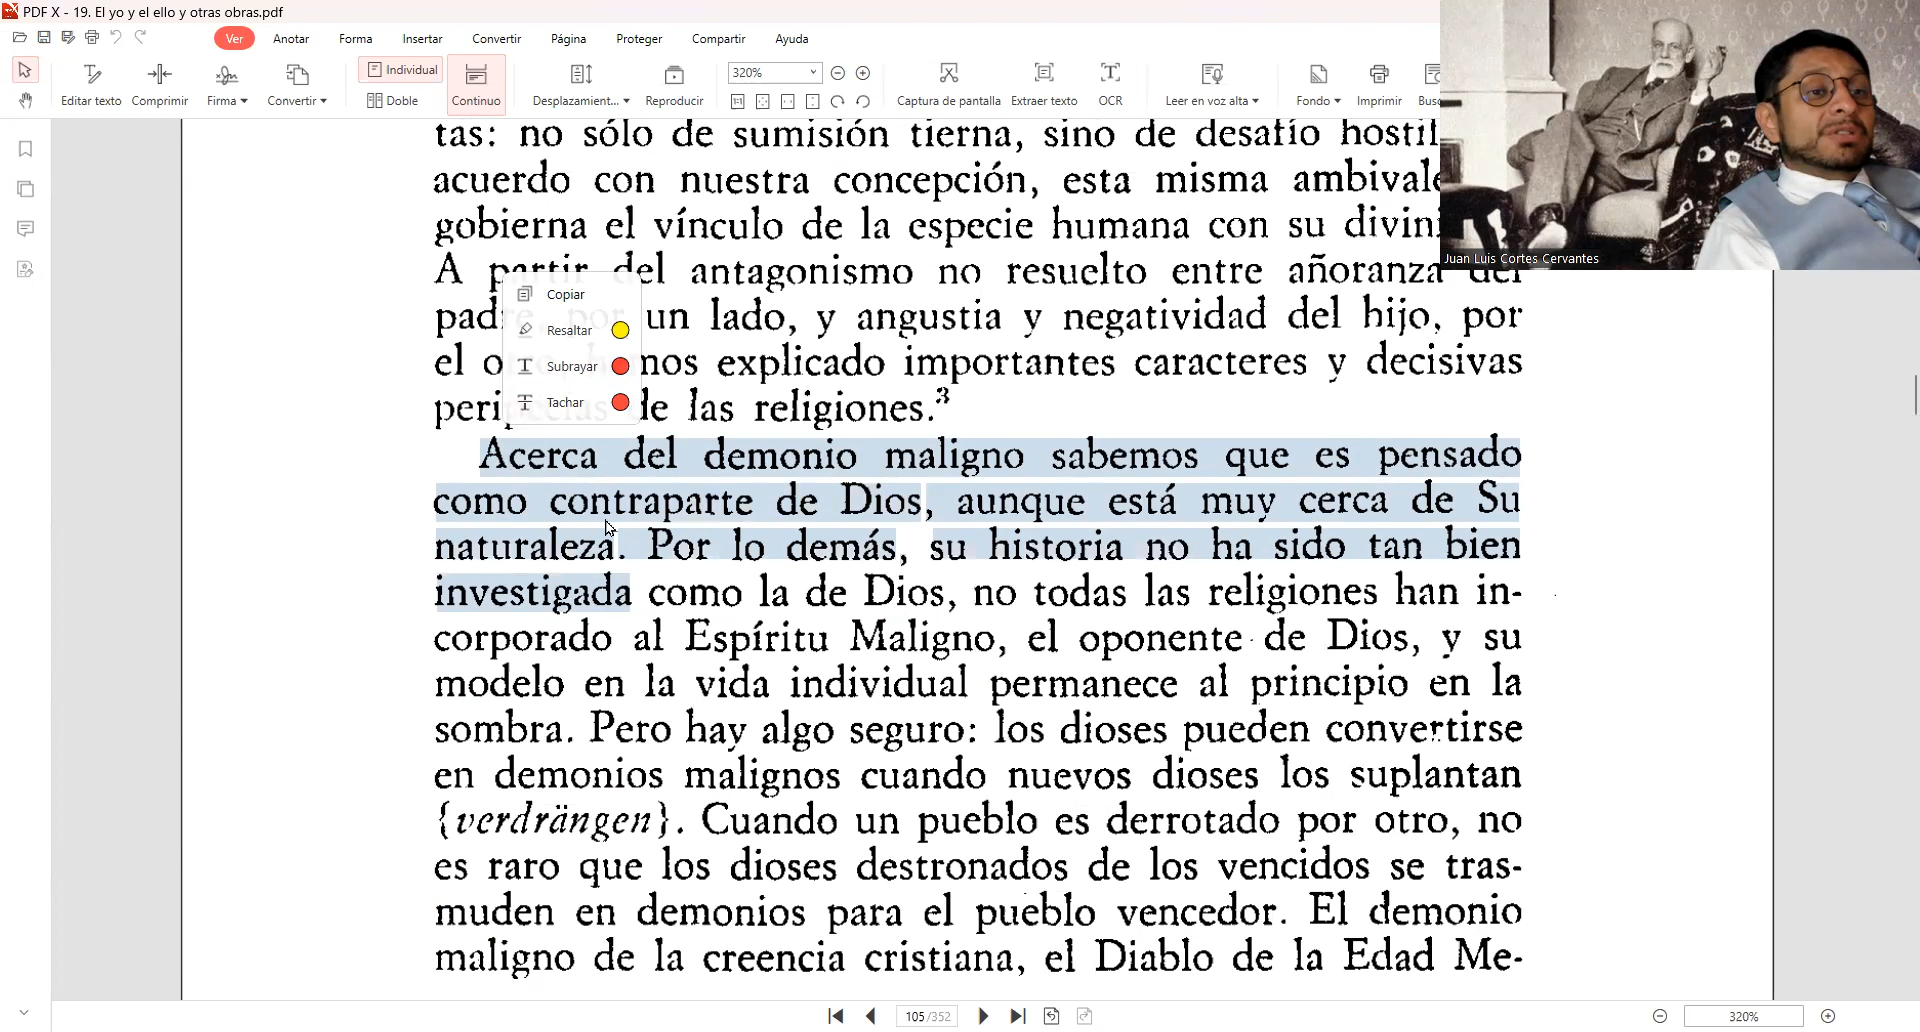 PDF X - 19. El yo y el ello y otras obras.pdf
Ver Anotar Forma Insertar Convertir Página Proteger Compartir Ayuda
Editar texto Comprimir Firma Convertir Individual Doble Continuo Desplazamient... Reproducir 320% Captura de pantalla Extraer texto OCR Leer en voz alta Fondo Imprimir
Juan Luis Cortes Cervantes
tas: no sólo de sumisión tierna, sino de desafío hostil
acuerdo con nuestra concepción, esta misma
gobierna el vínculo de la especie humana con su
A partir del antagonismo no resuelto entre añoranza del
un lado, y angustia y negatividad del hijo, por
el explicado importantes caracteres y decisivas
de las religiones.³
Copiar
Resaltar
Subrayar
Tachar
Acerca del demonio maligno sabemos que es pensado
como contraparte de Dios, aunque está muy cerca de Su
naturaleza. Por lo demás, su historia no ha sido tan bien
investigada como la de Dios, no todas las religiones han in-
corporado al Espíritu Maligno, el oponente de Dios, y su
modelo en la vida individual permanece al principio en la
sombra. Pero hay algo seguro: los dioses pueden convertirse
en demonios malignos cuando nuevos dioses los suplantan
{verdrängen}. Cuando un pueblo es derrotado por otro, no
es raro que los dioses destronados de los vencidos se tras-
muden en demonios para el pueblo vencedor. El demonio
maligno de la creencia cristiana, el Diablo de la Edad Me-
105 /352
320%